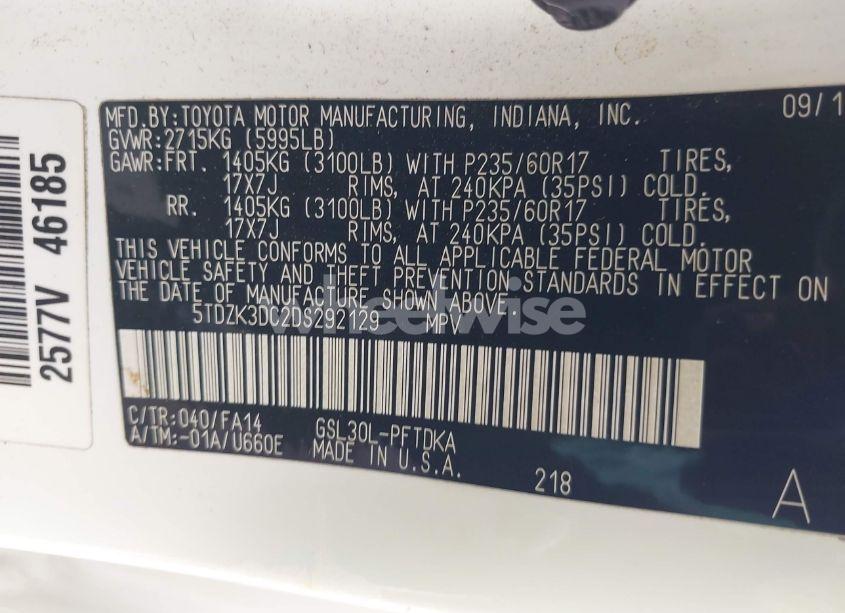 MFD.BY:TOYOTA MOTOR MANUFACTURING, INDIANA, INC. 09/1
GVWR:2715KG (5995LB)
GAWR:FRT. 1405KG (3100LB) WITH P235/60R17 TIRES,
17X7J RIMS, AT 240KPA (35PSI) COLD.
RR. 1405KG (3100LB) WITH P235/60R17 TIRES,
17X7J RIMS, AT 240KPA (35PSI) COLD.
THIS VEHICLE CONFORMS TO ALL APPLICABLE FEDERAL MOTOR
VEHICLE SAFETY AND THEFT PREVENTION STANDARDS IN EFFECT ON
THE DATE OF MANUFACTURE SHOWN ABOVE.
5TDZK3DC2DS292129 MPV
wheelwise
C/TR:040/FA14 GSL30L-PFTDKA
A/TM:-01A/U660E MADE IN U.S.A.
218
A
2577V 46185